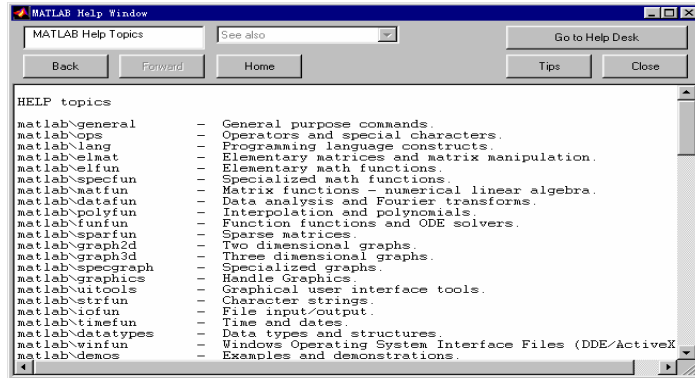 MATLAB Help Window
MATLAB Help Topics See also Go to Help Desk
Back Forward Home Tips Close
HELP topics
matlab\general - General purpose commands.
matlab\ops - Operators and special characters.
matlab\lang - Programming language constructs.
matlab\elmat - Elementary matrices and matrix manipulation.
matlab\elfun - Elementary math functions.
matlab\specfun - Specialized math functions.
matlab\matfun - Matrix functions - numerical linear algebra.
matlab\datafun - Data analysis and Fourier transforms.
matlab\polyfun - Interpolation and polynomials.
matlab\funfun - Function functions and ODE solvers.
matlab\sparfun - Sparse matrices.
matlab\graph2d - Two dimensional graphs.
matlab\graph3d - Three dimensional graphs.
matlab\specgraph - Specialized graphs.
matlab\graphics - Handle Graphics.
matlab\uitools - Graphical user interface tools.
matlab\strfun - Character strings.
matlab\iofun - File input/output.
matlab\timefun - Time and dates.
matlab\datatypes - Data types and structures.
matlab\winfun - Windows Operating System Interface Files (DDE/ActiveX
matlab\demos - Examples and demonstrations.